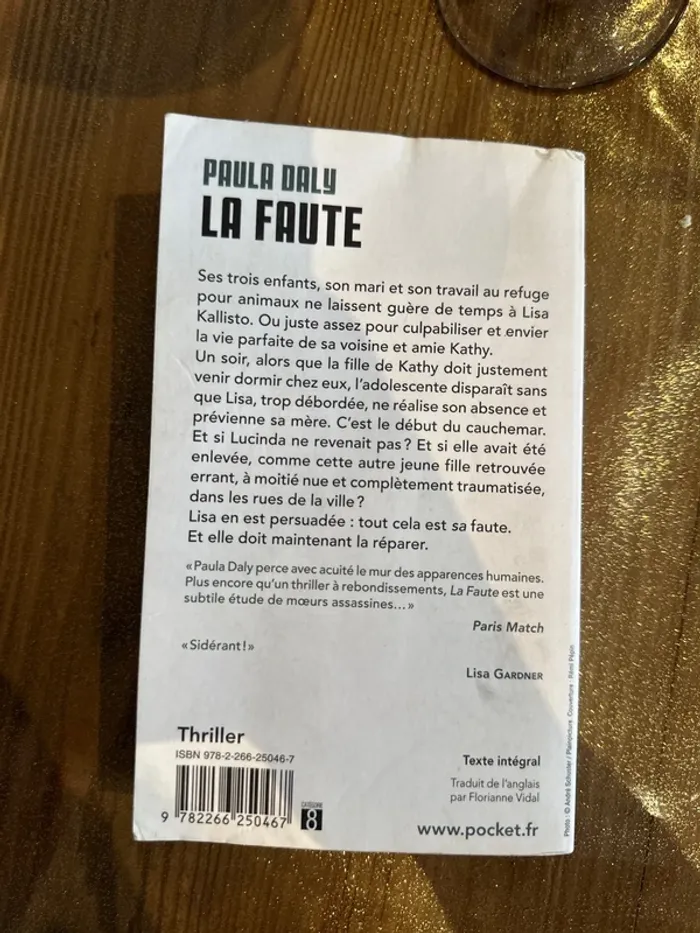 PAULA DALY
LA FAUTE
Ses trois enfants, son mari et son travail au refuge
pour animaux ne laissent guère de temps à Lisa
Kallisto. Ou juste assez pour culpabiliser et envier
la vie parfaite de sa voisine et amie Kathy.
Un soir, alors que la fille de Kathy doit justement
venir dormir chez eux, l'adolescente disparaît sans
que Lisa, trop débordée, ne réalise son absence et
prévienne sa mère. C'est le début du cauchemar.
Et si Lucinda ne revenait pas ? Et si elle avait été
enlevée, comme cette autre jeune fille retrouvée
errant, à moitié nue et complètement traumatisée,
dans les rues de la ville ?
Lisa en est persuadée : tout cela est sa faute.
Et elle doit maintenant la réparer.
« Paula Daly perce avec acuité le mur des apparences humaines.
Plus encore qu'un thriller à rebondissements, La Faute est une
subtile étude de mœurs assassines... »
Paris Match
« Sidérant ! »
Lisa GARDNER
Thriller
ISBN 978-2-266-25046-7
9 782266 250467
CATÉGORIE
8
Texte intégral
Traduit de l'anglais
par Florianne Vidal
www.pocket.fr
Photo : © André Schuster / Plainpicture. Couverture : Rémi Pépin